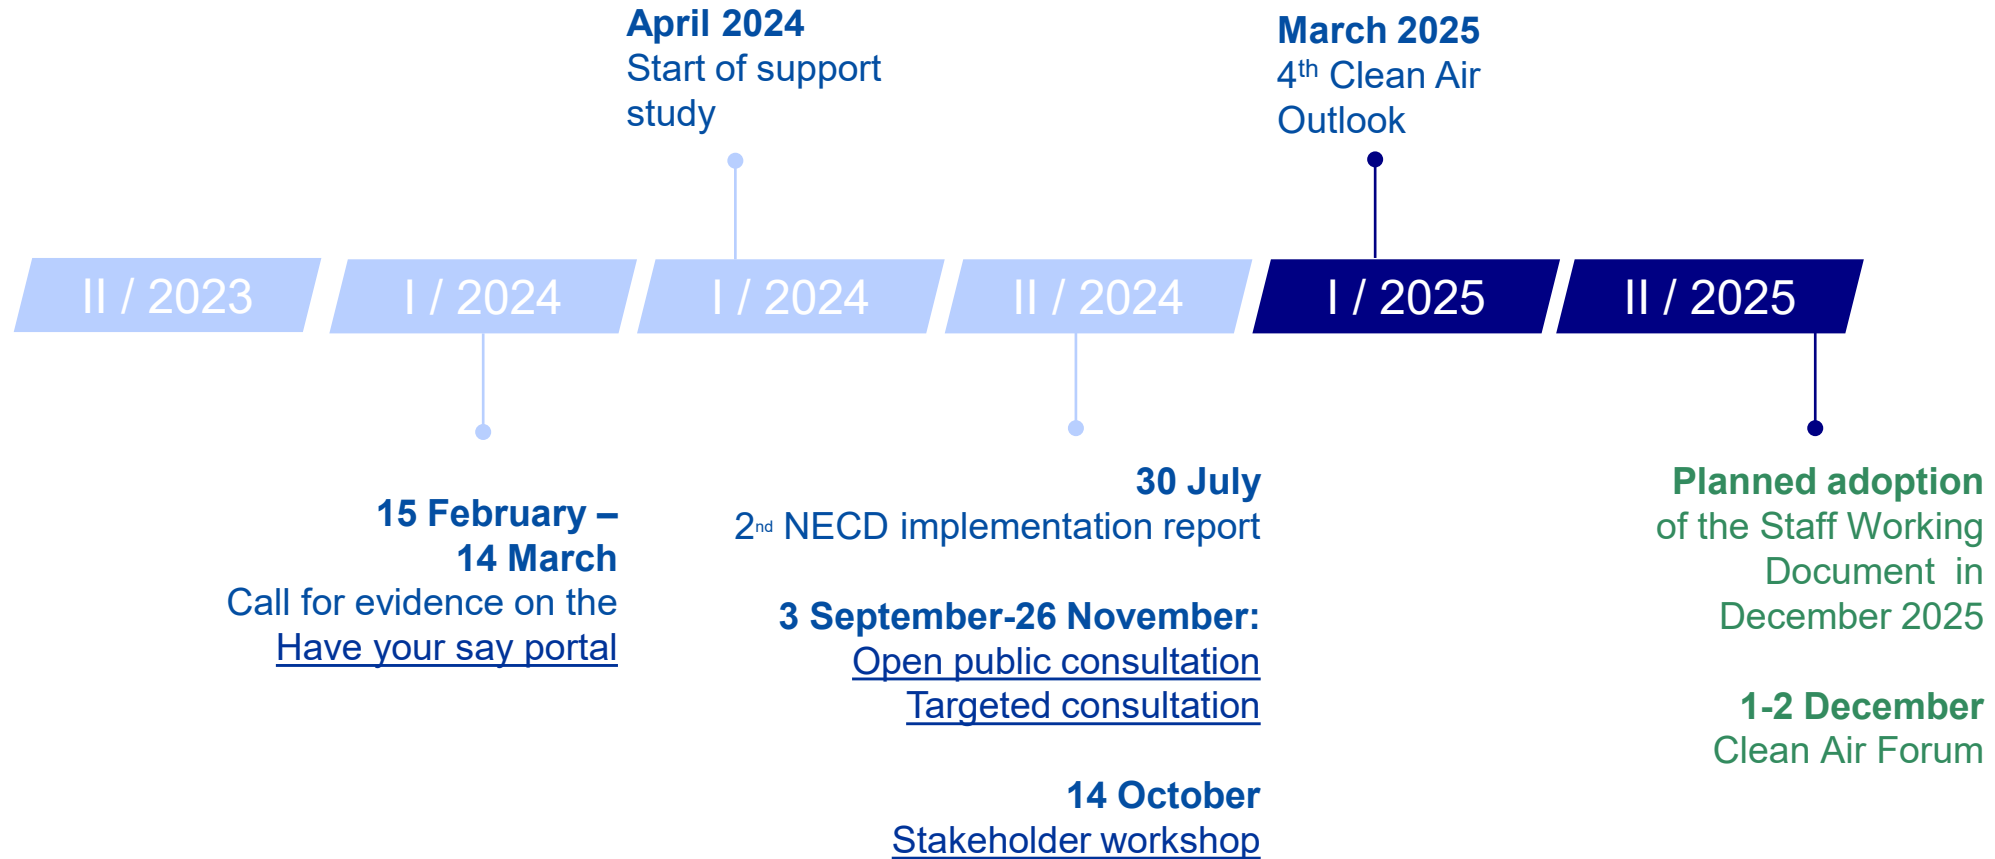 April 2024
Start of support
study
March 2025
4th Clean Air
Outlook
II / 2023
I / 2024
I / 2024
II / 2024
I / 2025
II / 2025
15 February –
14 March
Call for evidence on the
Have your say portal
30 July
2nd NECD implementation report
3 September-26 November:
Open public consultation
Targeted consultation
14 October
Stakeholder workshop
Planned adoption
of the Staff Working
Document  in
December 2025
1-2 December
Clean Air Forum